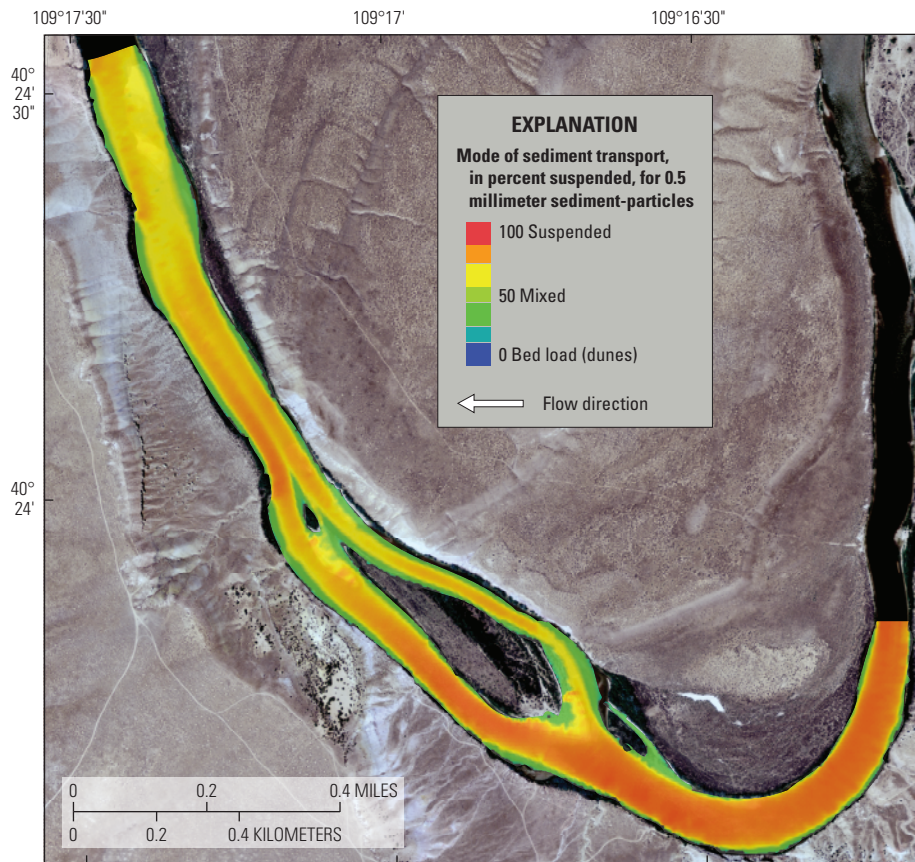 109°17'30"
109°17'
109°16'30"
40°
24'
30"
EXPLANATION
Mode of sediment transport,
in percent suspended, for 0.5
millimeter sediment-particles
100 Suspended
50 Mixed
0 Bed load (dunes)
Flow direction
40°
24'
0 0.2 0.4 MILES
0 0.2 0.4 KILOMETERS